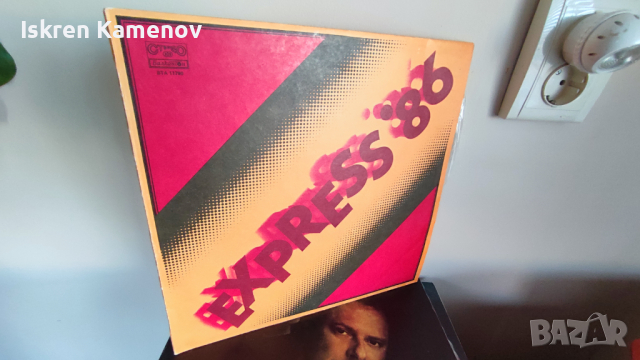 Iskren Kamenov
EXPRESS '86
BAZAR